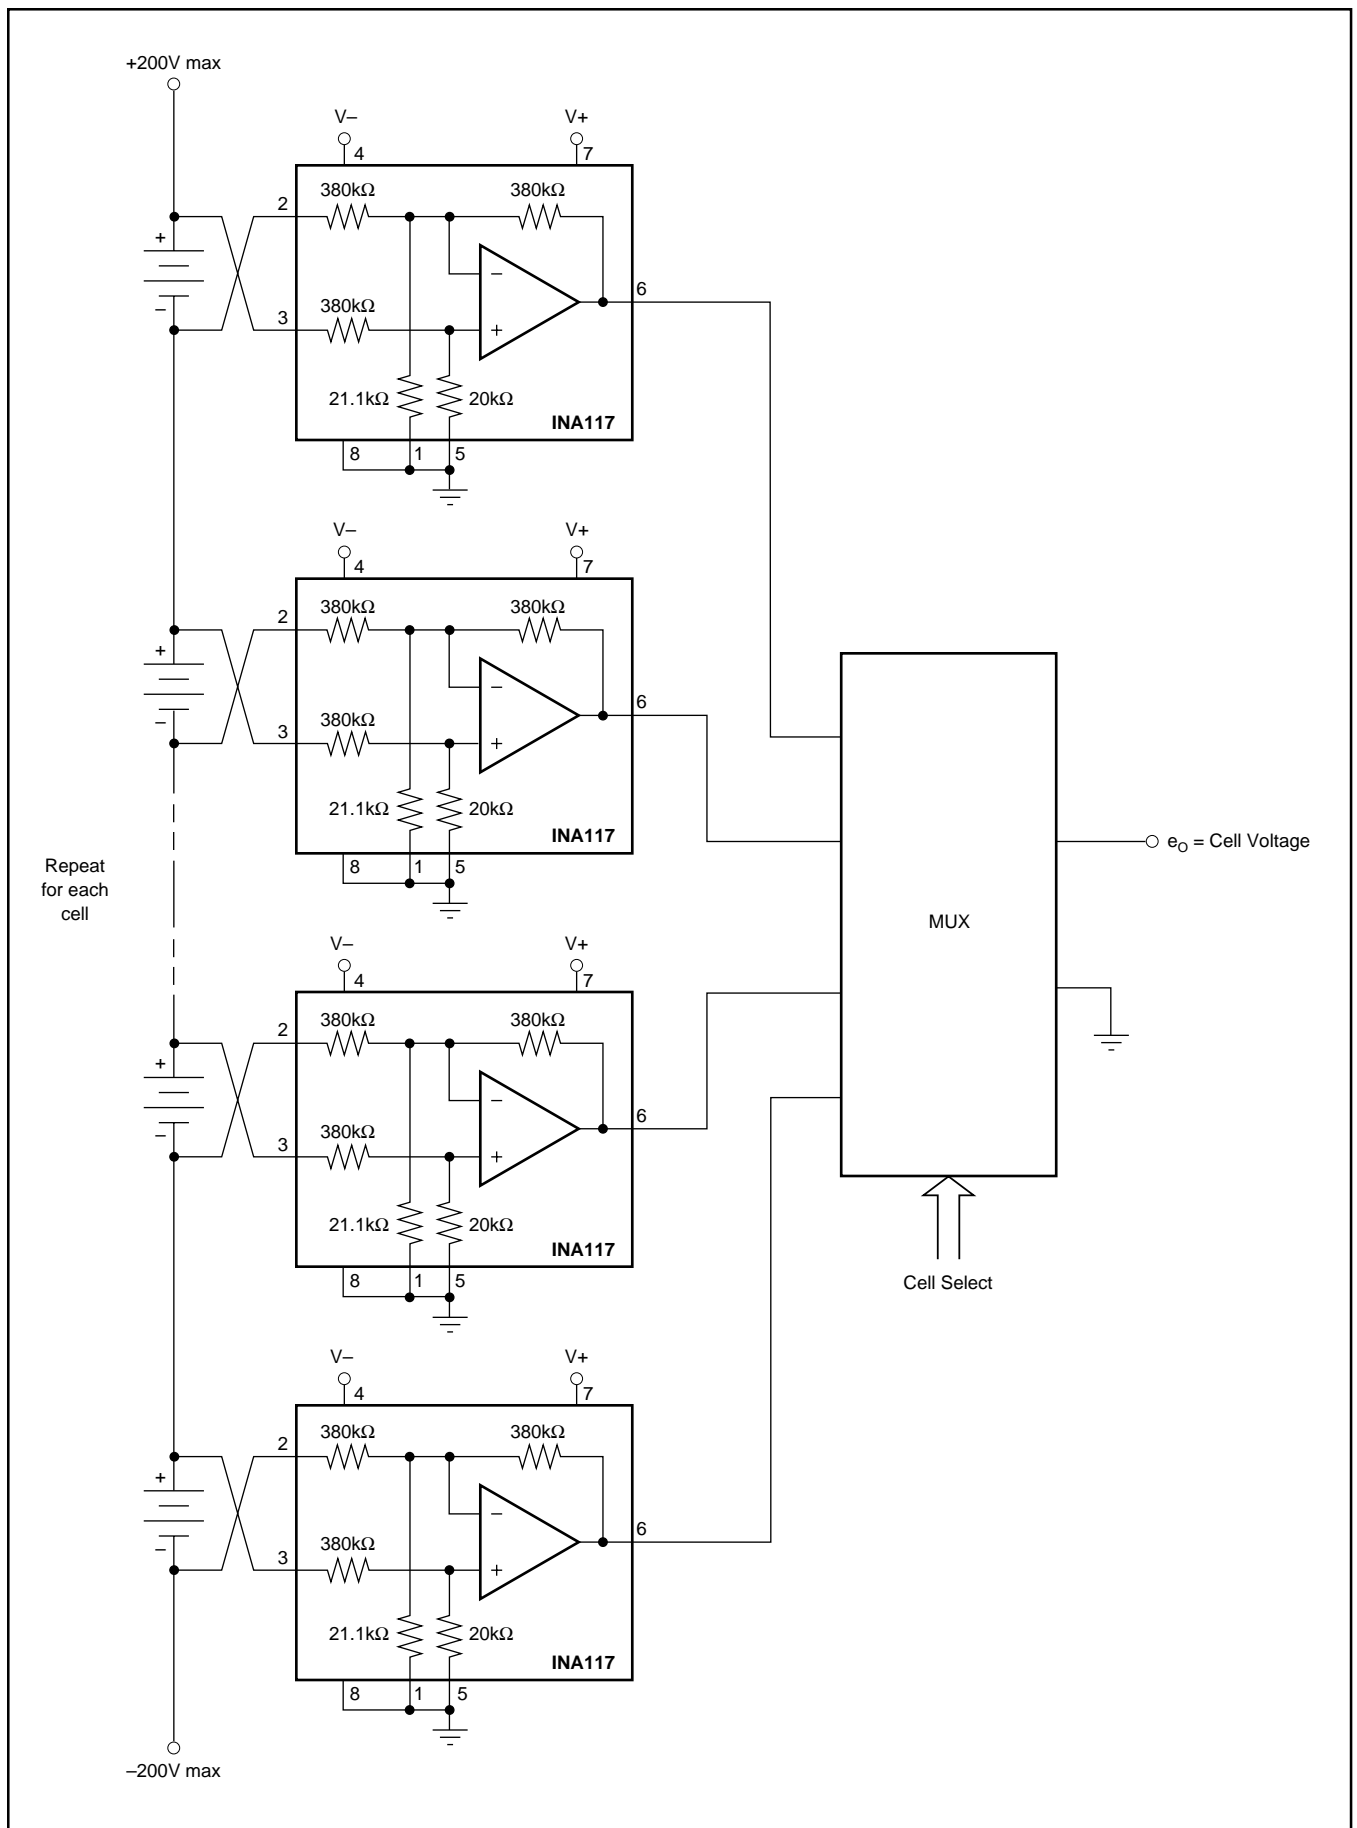 +200V max
V– V+
4 7
380kΩ 380kΩ
2
+
–
–
6
380kΩ
3
+
21.1kΩ 20kΩ
INA117
8 1 5
V– V+
4 7
380kΩ 380kΩ
2
+
–
–
6
380kΩ
3
+
21.1kΩ 20kΩ
INA117
8 1 5
Repeat
for each
cell
MUX
eO = Cell Voltage
Cell Select
V– V+
4 7
380kΩ 380kΩ
2
+
–
–
6
380kΩ
3
+
21.1kΩ 20kΩ
INA117
8 1 5
V– V+
4 7
380kΩ 380kΩ
2
+
–
–
6
380kΩ
3
+
21.1kΩ 20kΩ
INA117
8 1 5
–200V max